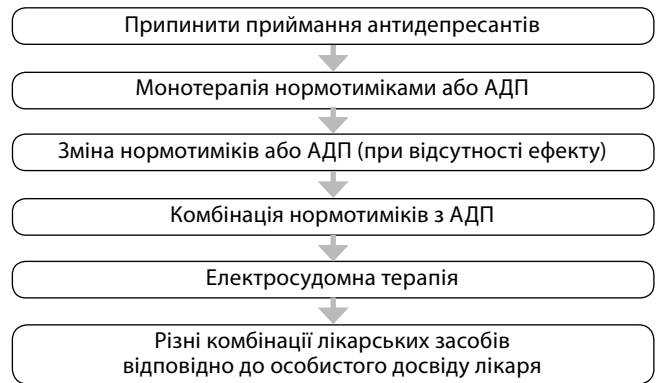 Припинити приймання антидепресантів
Монотерапія нормотиміками або АДП
Зміна нормотиміків або АДП (при відсутності ефекту)
Комбінація нормотиміків з АДП
Електросудомна терапія
Різні комбінації лікарських засобів
відповідно до особистого досвіду лікаря